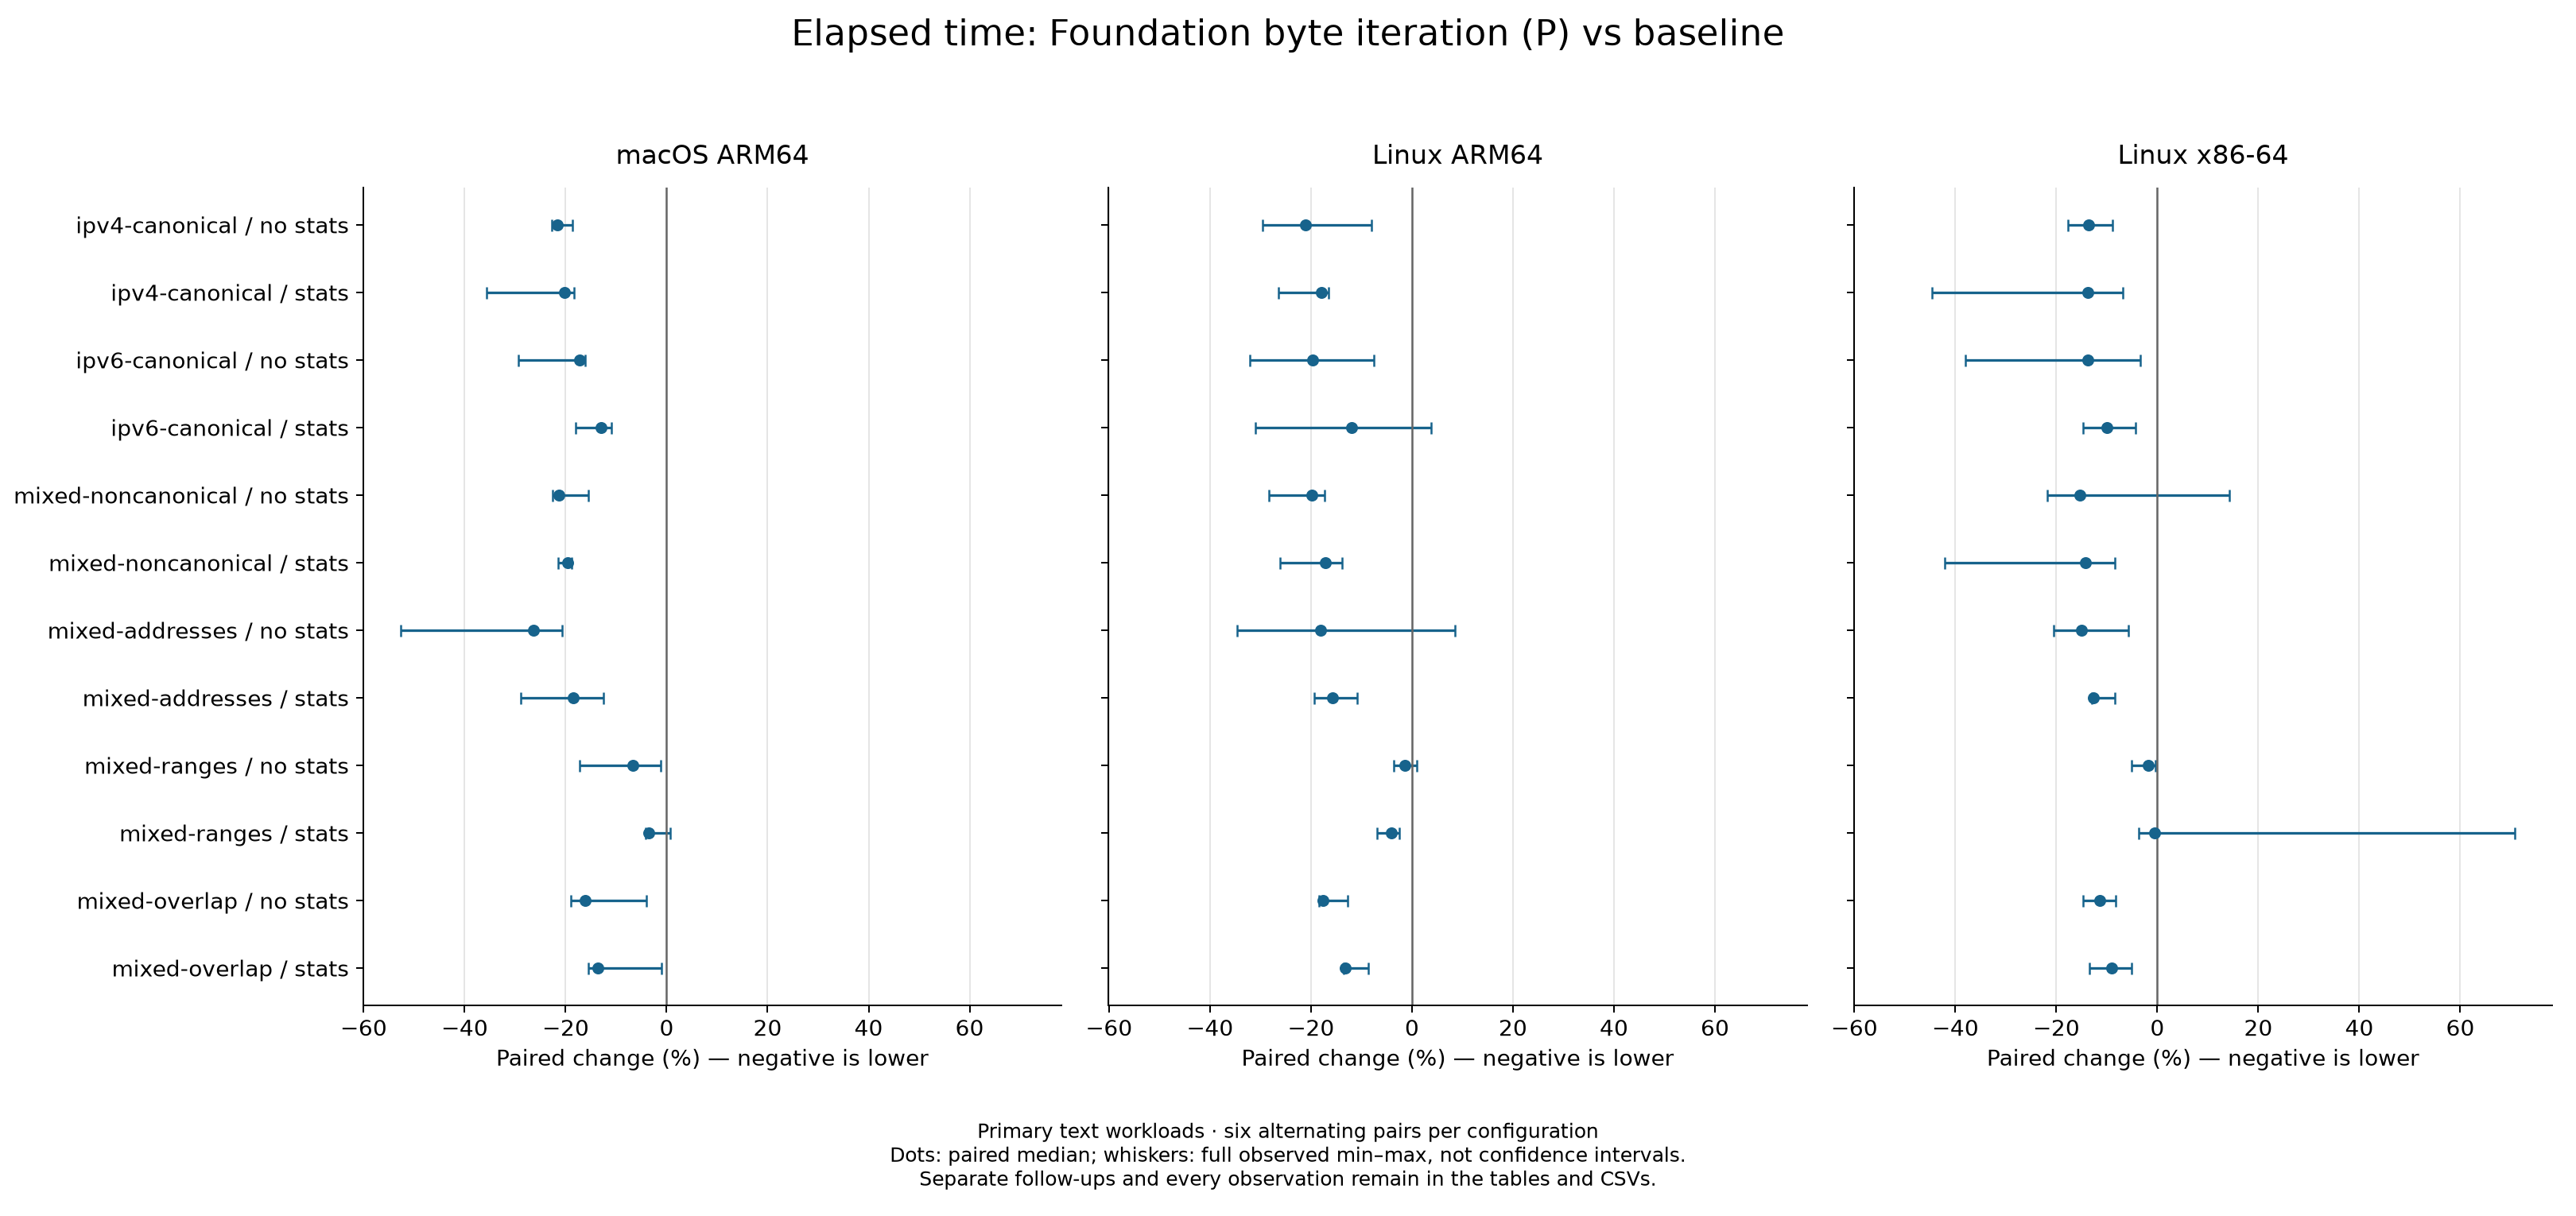 Elapsed time: Foundation byte iteration (P) vs baseline
macOS ARM64
Linux ARM64
Linux x86-64
ipv4-canonical / no stats
ipv4-canonical / stats
ipv6-canonical / no stats
ipv6-canonical / stats
mixed-noncanonical / no stats
mixed-noncanonical / stats
mixed-addresses / no stats
mixed-addresses / stats
mixed-ranges / no stats
mixed-ranges / stats
mixed-overlap / no stats
mixed-overlap / stats
−60 −40 −20 0 20 40 60
−60 −40 −20 0 20 40 60
−60 −40 −20 0 20 40 60
Paired change (%) — negative is lower
Paired change (%) — negative is lower
Paired change (%) — negative is lower
Primary text workloads · six alternating pairs per configuration
Dots: paired median; whiskers: full observed min–max, not confidence intervals.
Separate follow-ups and every observation remain in the tables and CSVs.